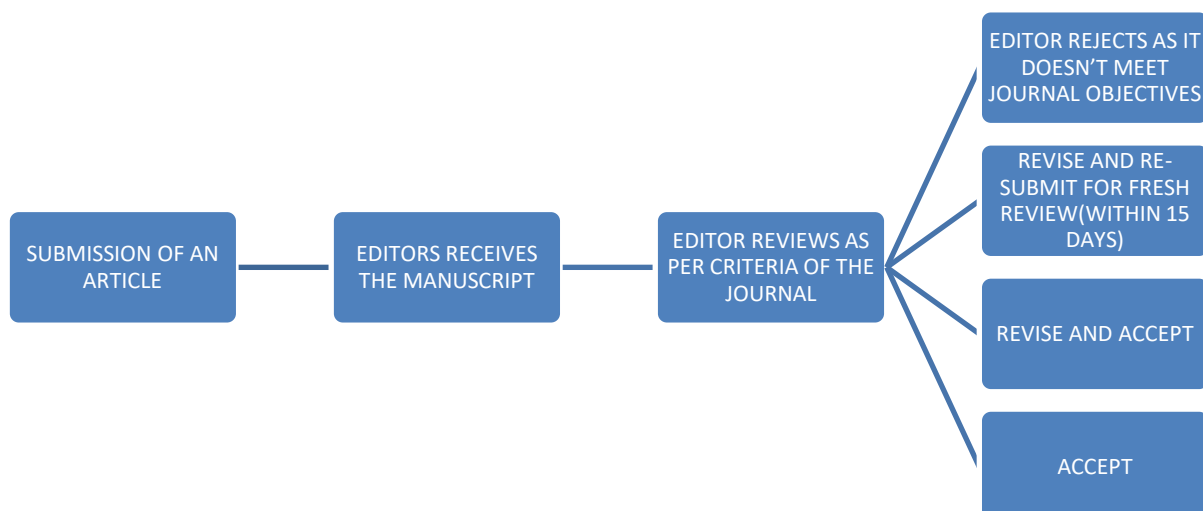 SUBMISSION OF AN
ARTICLE
EDITORS RECEIVES
THE MANUSCRIPT
EDITOR REVIEWS AS
PER CRITERIA OF THE
JOURNAL
EDITOR REJECTS AS IT
DOESN’T MEET
JOURNAL OBJECTIVES
REVISE AND RE-
SUBMIT FOR FRESH
REVIEW(WITHIN 15
DAYS)
REVISE AND ACCEPT
ACCEPT